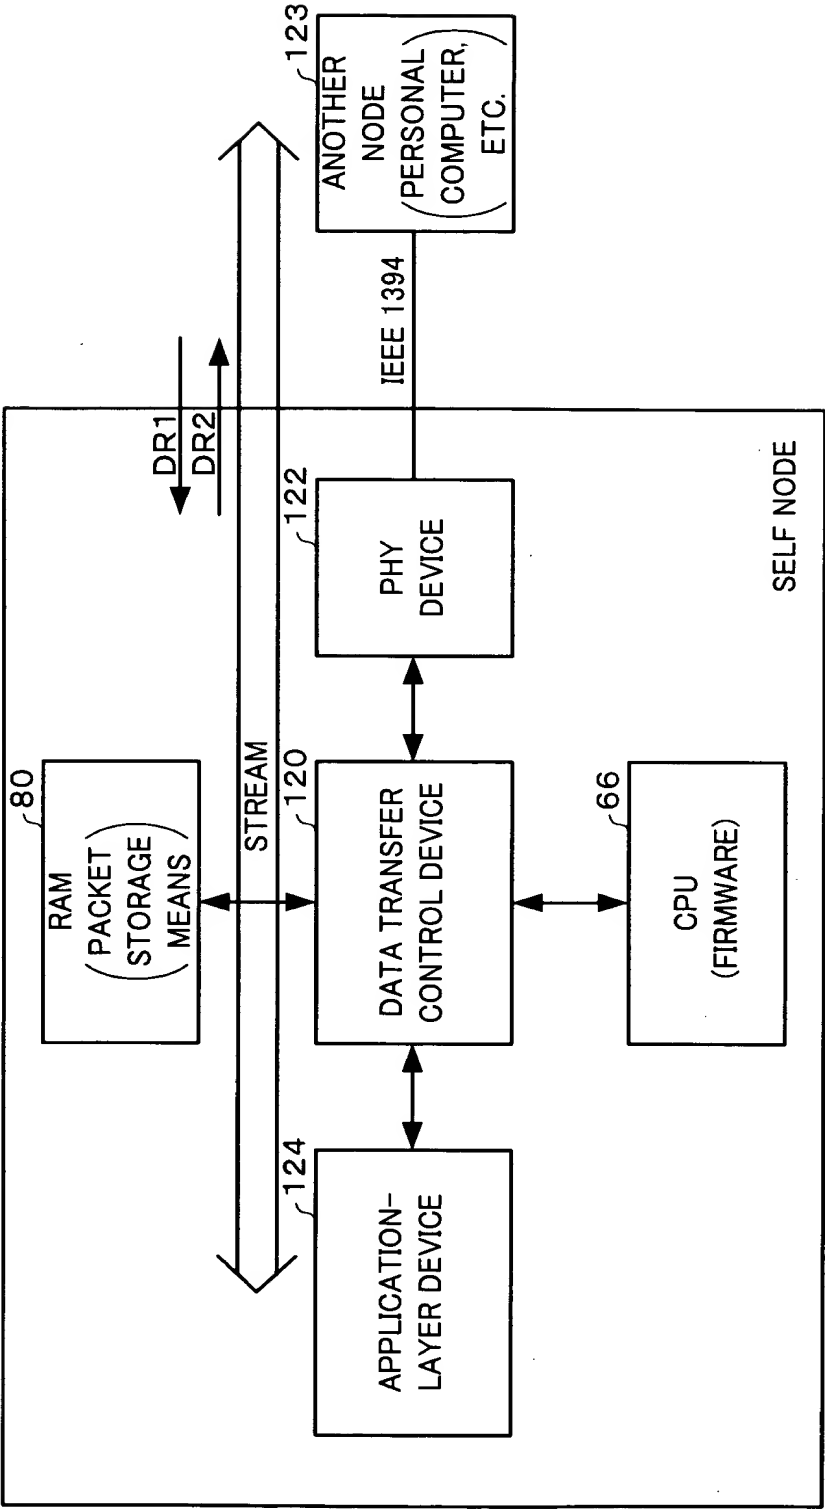 80
RAM
(PACKET
STORAGE
MEANS)
DR1
DR2
STREAM
124
APPLICATION-
LAYER DEVICE
120
DATA TRANSFER
CONTROL DEVICE
122
PHY
DEVICE
IEEE 1394
123
ANOTHER
NODE
(PERSONAL
COMPUTER,
ETC.)
66
CPU
(FIRMWARE)
SELF NODE